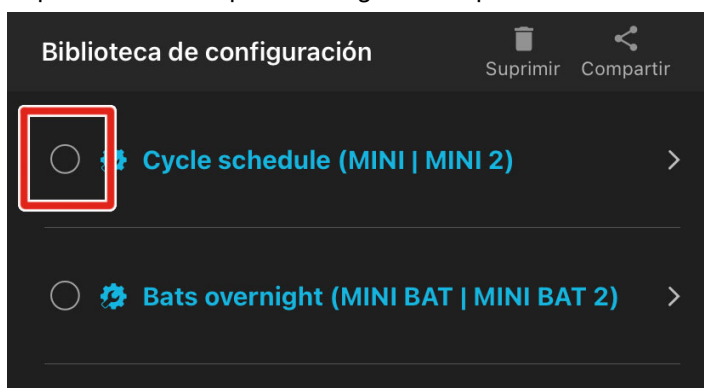 Biblioteca de configuración
Suprimir Compartir
Cycle schedule (MINI | MINI 2)
Bats overnight (MINI BAT | MINI BAT 2)